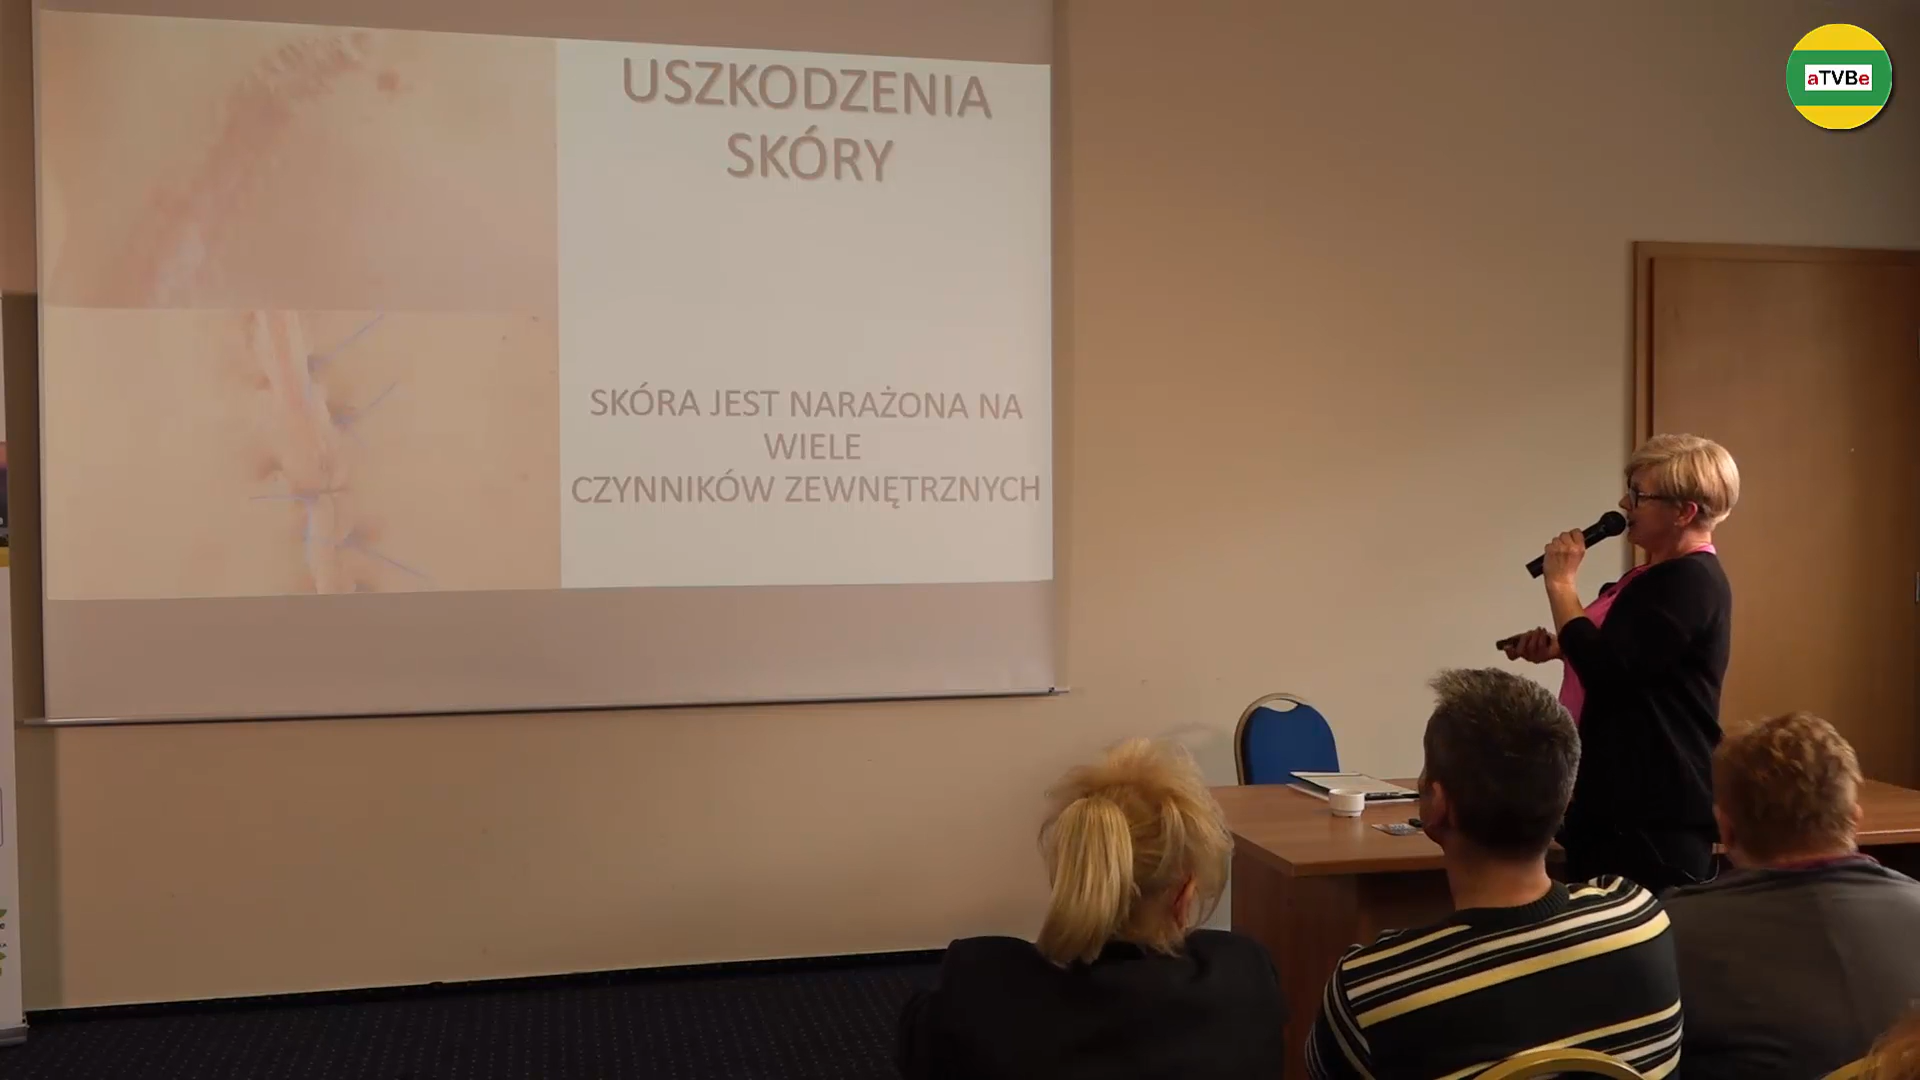 USZKODZENIA
SKÓRY
SKÓRA JEST NARAŻONA NA
WIELE
CZYNNIKÓW ZEWNĘTRZNYCH
aTVBe